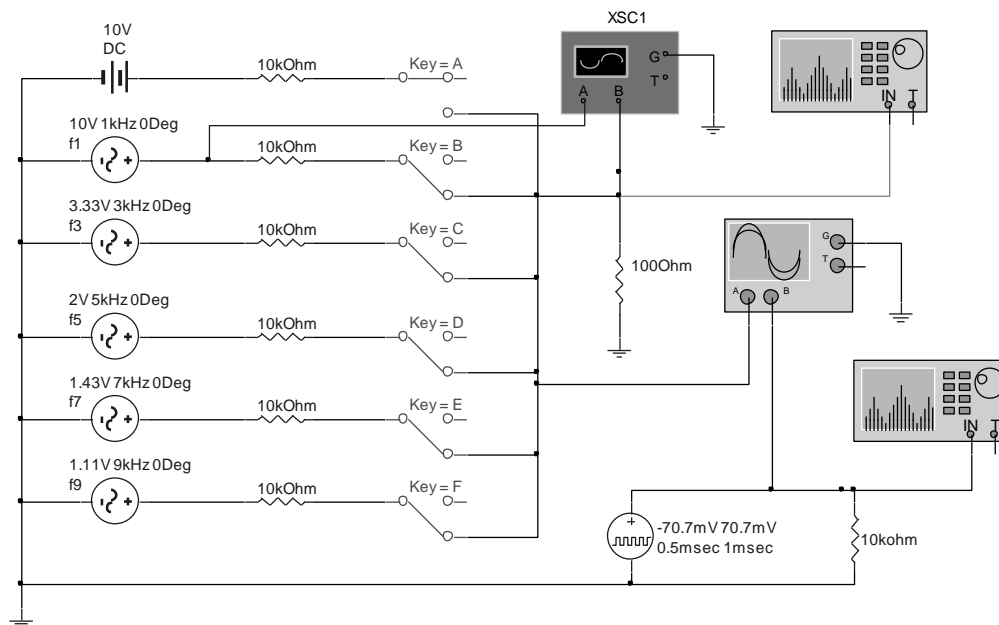 XSC1
10V
DC
10kOhm
Key = A
G
T
A B
IN T
10V 1kHz 0Deg
f1
10kOhm
Key = B
3.33V 3kHz 0Deg
f3
10kOhm
Key = C
G
T
A B
100Ohm
2V 5kHz 0Deg
f5
10kOhm
Key = D
1.43V 7kHz 0Deg
f7
10kOhm
Key = E
IN T
1.11V 9kHz 0Deg
f9
10kOhm
Key = F
-70.7mV 70.7mV
0.5msec 1msec
10kohm